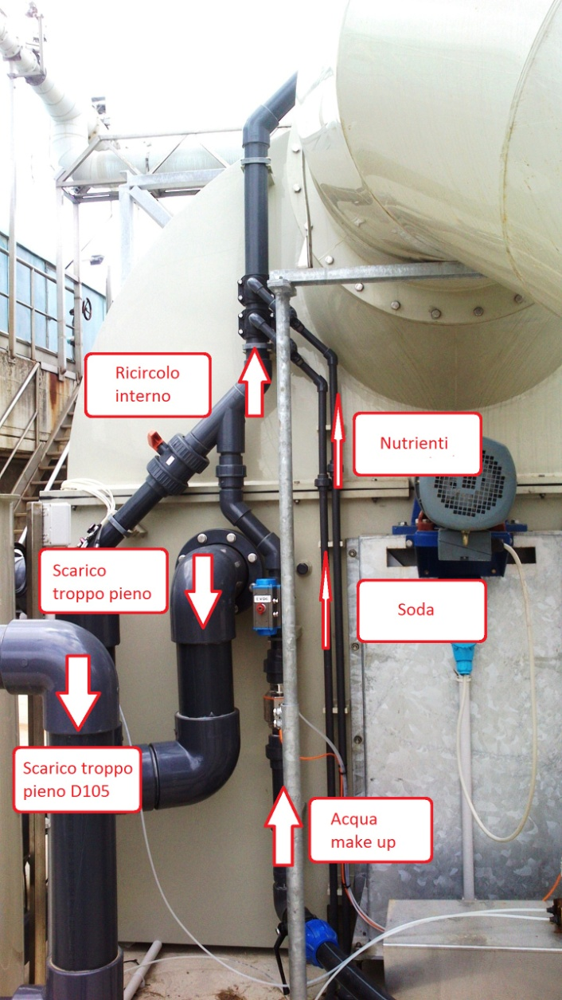 Ricircolo
interno
Nutrienti
Scarico
troppo pieno
Soda
Scarico troppo
pieno D105
Acqua
make up